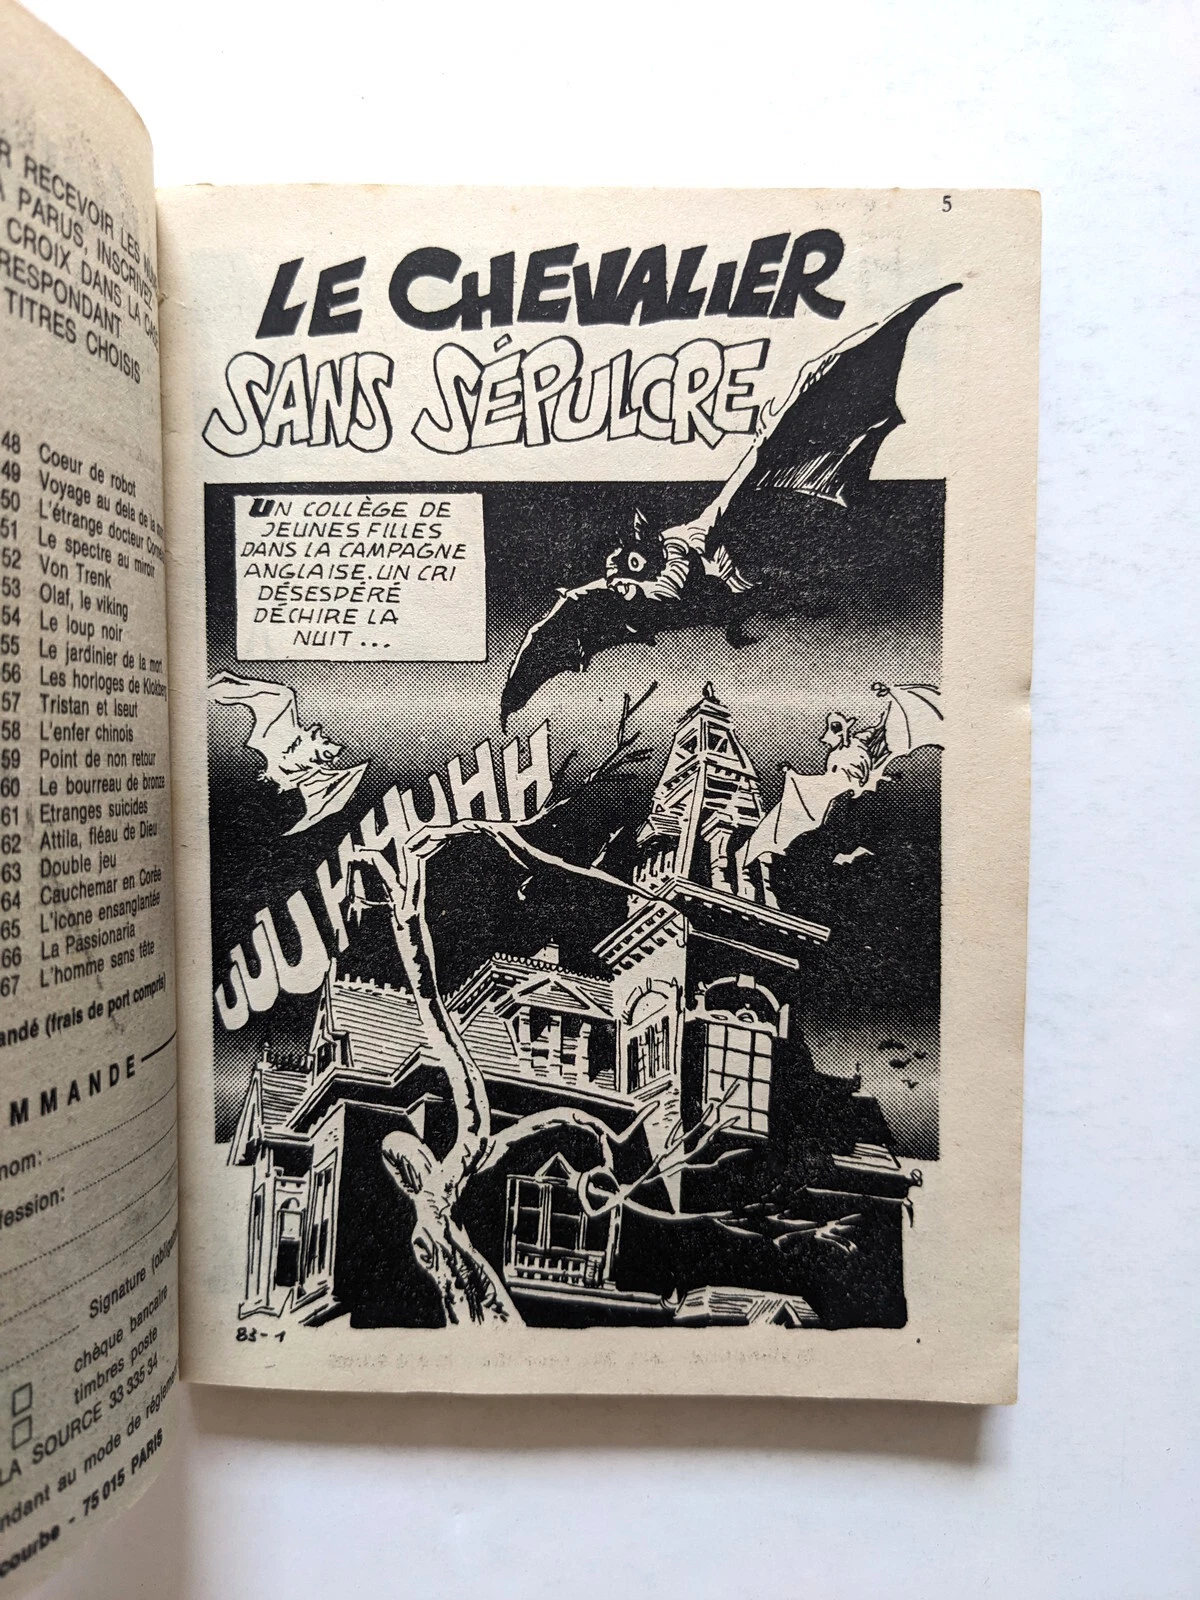 R RECEVOIR LES
PARUS, INSCRIVEZ
CROIX DANS LA CASE
RESPONDANT
TITRES CHOISIS
48 Coeur de robot
49 Voyage au dela de la
50 L'étrange docteur
51 Le spectre au miroir
52 Von Trenk
53 Olaf, le viking
54 Le loup noir
55 Le jardinier de la mort
56 Les horloges de
57 Tristan et Iseut
58 L'enfer chinois
59 Point de non retour
60 Le bourreau de bronze
61 Etranges suicides
62 Attila, fléau de Dieu
63 Double jeu
64 Cauchemar en Corée
65 L'icone ensanglantée
66 La Passionaria
67 L'homme sans tête
andé (frais de port compris)
MMANDE
nom:
fession:
Signature
chèque bancaire
timbres poste
LA SOURCE 33 335 34
ndant au mode de
courbe - 75 015 PARIS
5
LE CHEVALIER
SANS SÉPULCRE
UN COLLÈGE DE
JEUNES FILLES
DANS LA CAMPAGNE
ANGLAISE. UN CRI
DÉSESPÉRÉ
DÉCHIRE LA
NUIT...
UUUUHHYUHHH
83-1